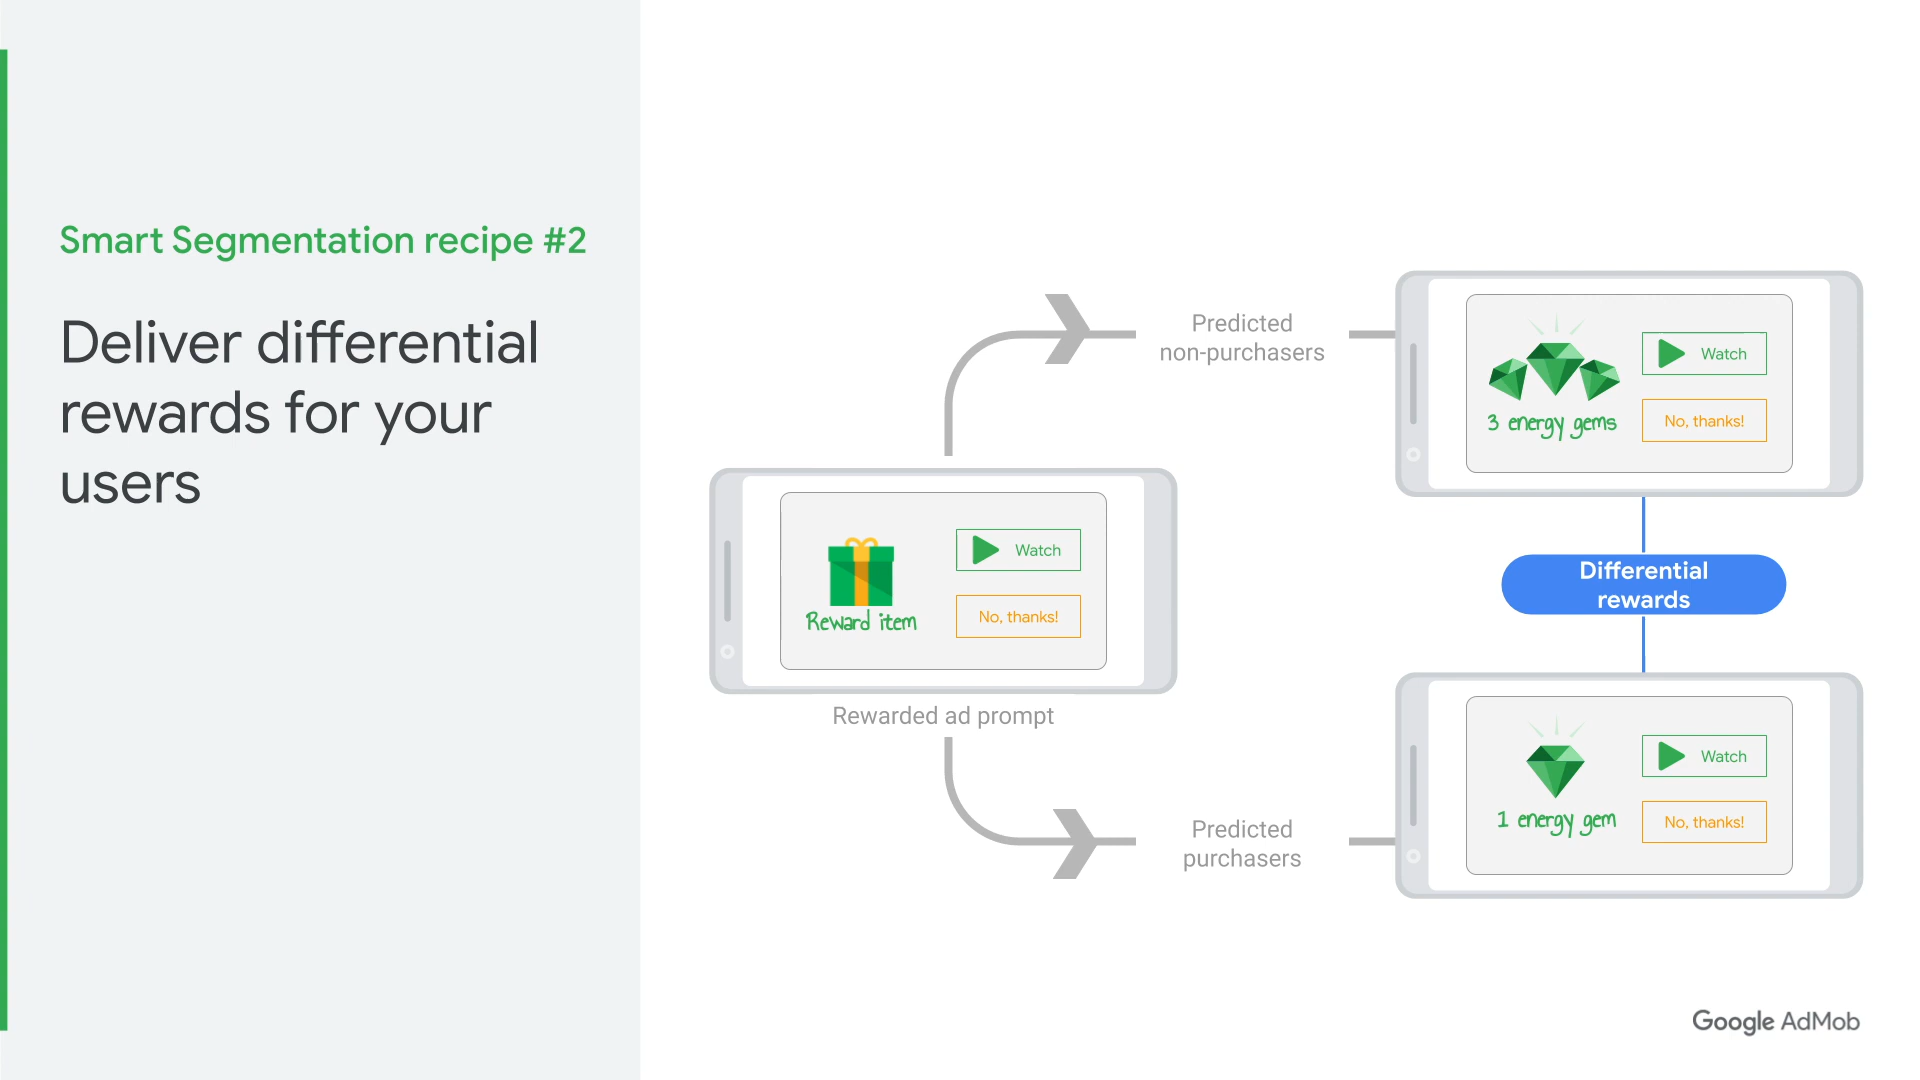 Smart Segmentation recipe #2
Deliver differential
rewards for your
users
Reward item
Watch
No, thanks!
Rewarded ad prompt
Predicted
non-purchasers
3 energy gems
Watch
No, thanks!
Differential
rewards
Predicted
purchasers
1 energy gem
Watch
No, thanks!
Google AdMob